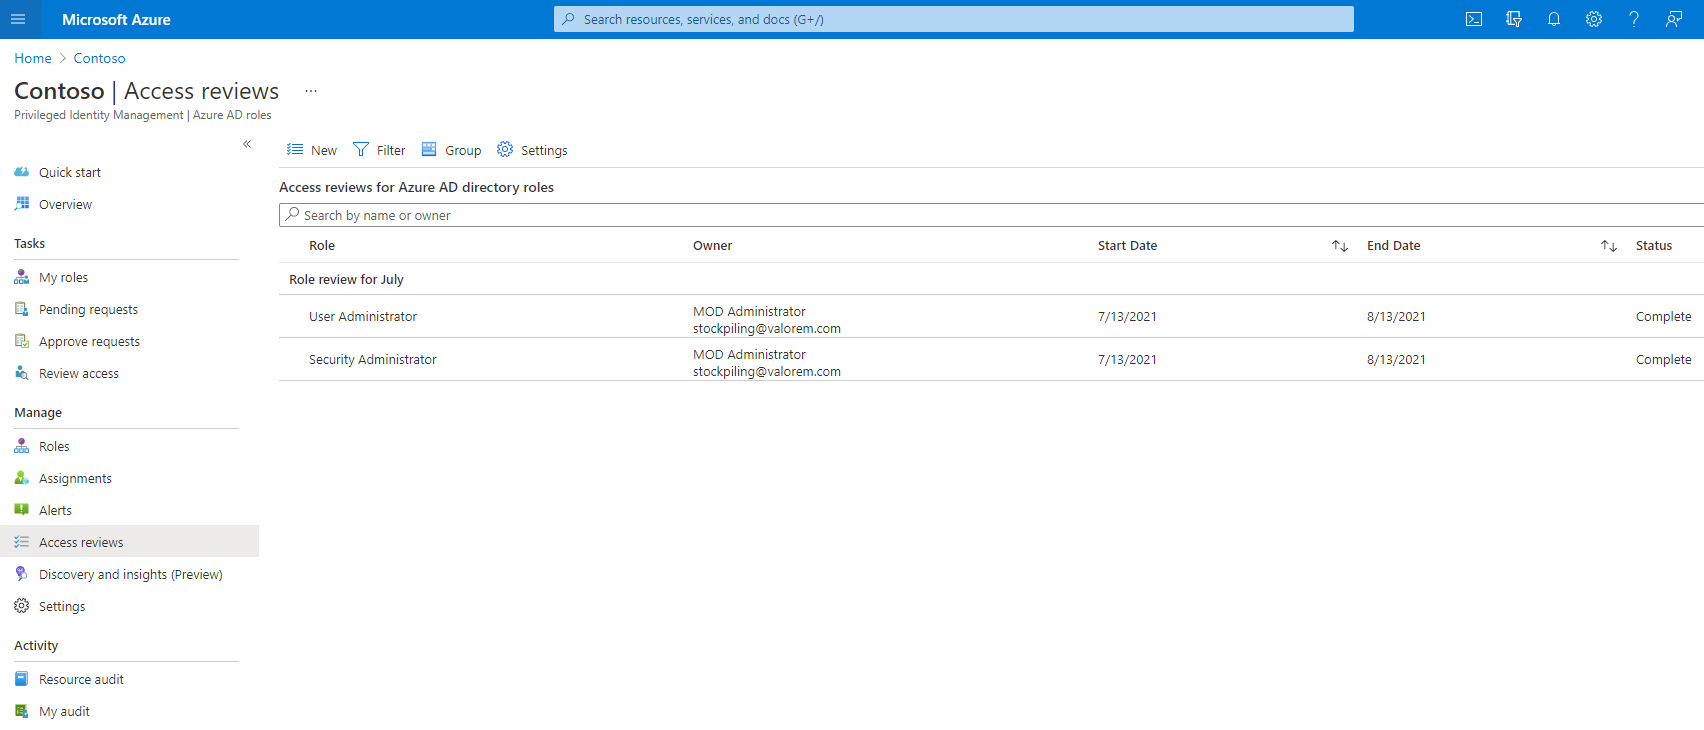 Microsoft Azure
Search resources, services, and docs (G+/)
Home > Contoso
Contoso | Access reviews ...
Privileged Identity Management | Azure AD roles
«
Quick start
Overview
Tasks
My roles
Pending requests
Approve requests
Review access
Manage
Roles
Assignments
Alerts
Access reviews
Discovery and insights (Preview)
Settings
Activity
Resource audit
My audit
New Filter Group Settings
Access reviews for Azure AD directory roles
Search by name or owner
Role Owner Start Date ↑↓ End Date ↑↓ Status
Role review for July
User Administrator MOD Administrator 7/13/2021 8/13/2021 Complete
stockpiling@valorem.com
Security Administrator MOD Administrator 7/13/2021 8/13/2021 Complete
stockpiling@valorem.com